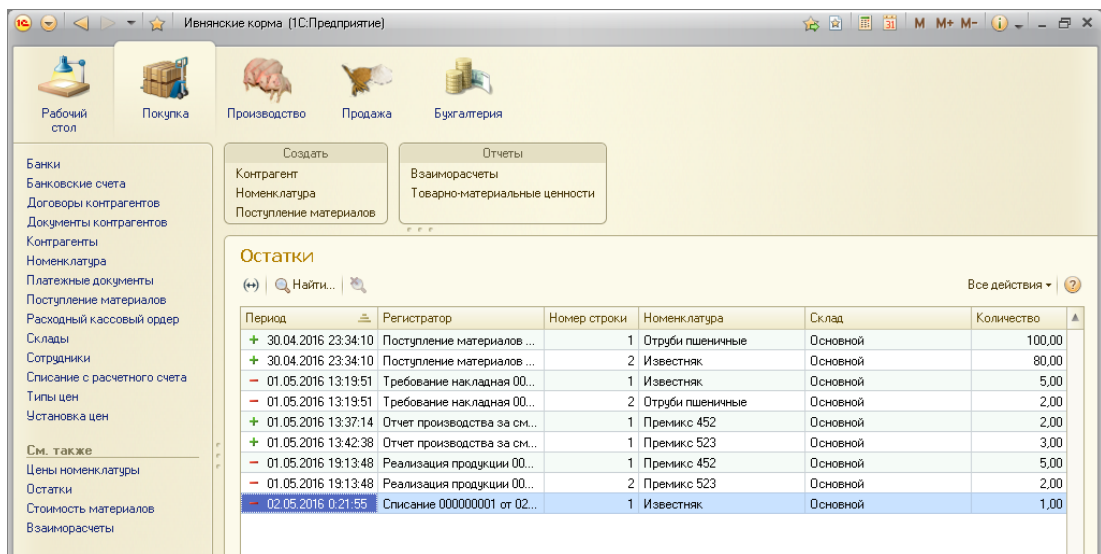 Ивнянские корма (1С:Предприятие)
M M+ M-
Рабочий стол
Покупка
Производство
Продажа
Бухгалтерия
Банки
Банковские счета
Договоры контрагентов
Документы контрагентов
Контрагенты
Номенклатура
Платежные документы
Поступление материалов
Расходный кассовый ордер
Склады
Сотрудники
Списание с расчетного счета
Типы цен
Установка цен
См. также
Цены номенклатуры
Остатки
Стоимость материалов
Взаиморасчеты
Создать
Контрагент
Номенклатура
Поступление материалов
Отчеты
Взаиморасчеты
Товарно-материальные ценности
Остатки
Найти... Все действия ?
Период Регистратор Номер строки Номенклатура Склад Количество
+ 30.04.2016 23:34:10 Поступление материалов ... 1 Отруби пшеничные Основной 100,00
+ 30.04.2016 23:34:10 Поступление материалов ... 2 Известняк Основной 80,00
− 01.05.2016 13:19:51 Требование накладная 00... 1 Известняк Основной 5,00
− 01.05.2016 13:19:51 Требование накладная 00... 2 Отруби пшеничные Основной 2,00
+ 01.05.2016 13:37:14 Отчет производства за см... 1 Премикс 452 Основной 2,00
+ 01.05.2016 13:42:38 Отчет производства за см... 1 Премикс 523 Основной 3,00
− 01.05.2016 19:13:48 Реализация продукции 00... 1 Премикс 452 Основной 5,00
− 01.05.2016 19:13:48 Реализация продукции 00... 2 Премикс 523 Основной 2,00
− 02.05.2016 0:21:55 Списание 000000001 от 02... 1 Известняк Основной 1,00